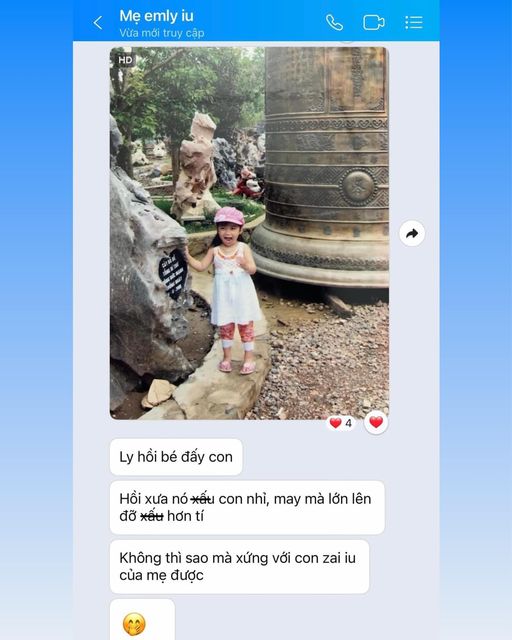 Mẹ emly iu
Vừa mới truy cập
HD
4
Ly hồi bé đấy con
Hồi xưa nó xấu con nhỉ, may mà lớn lên
đỡ xấu hơn tí
Không thì sao mà xứng với con zai iu
của mẹ được